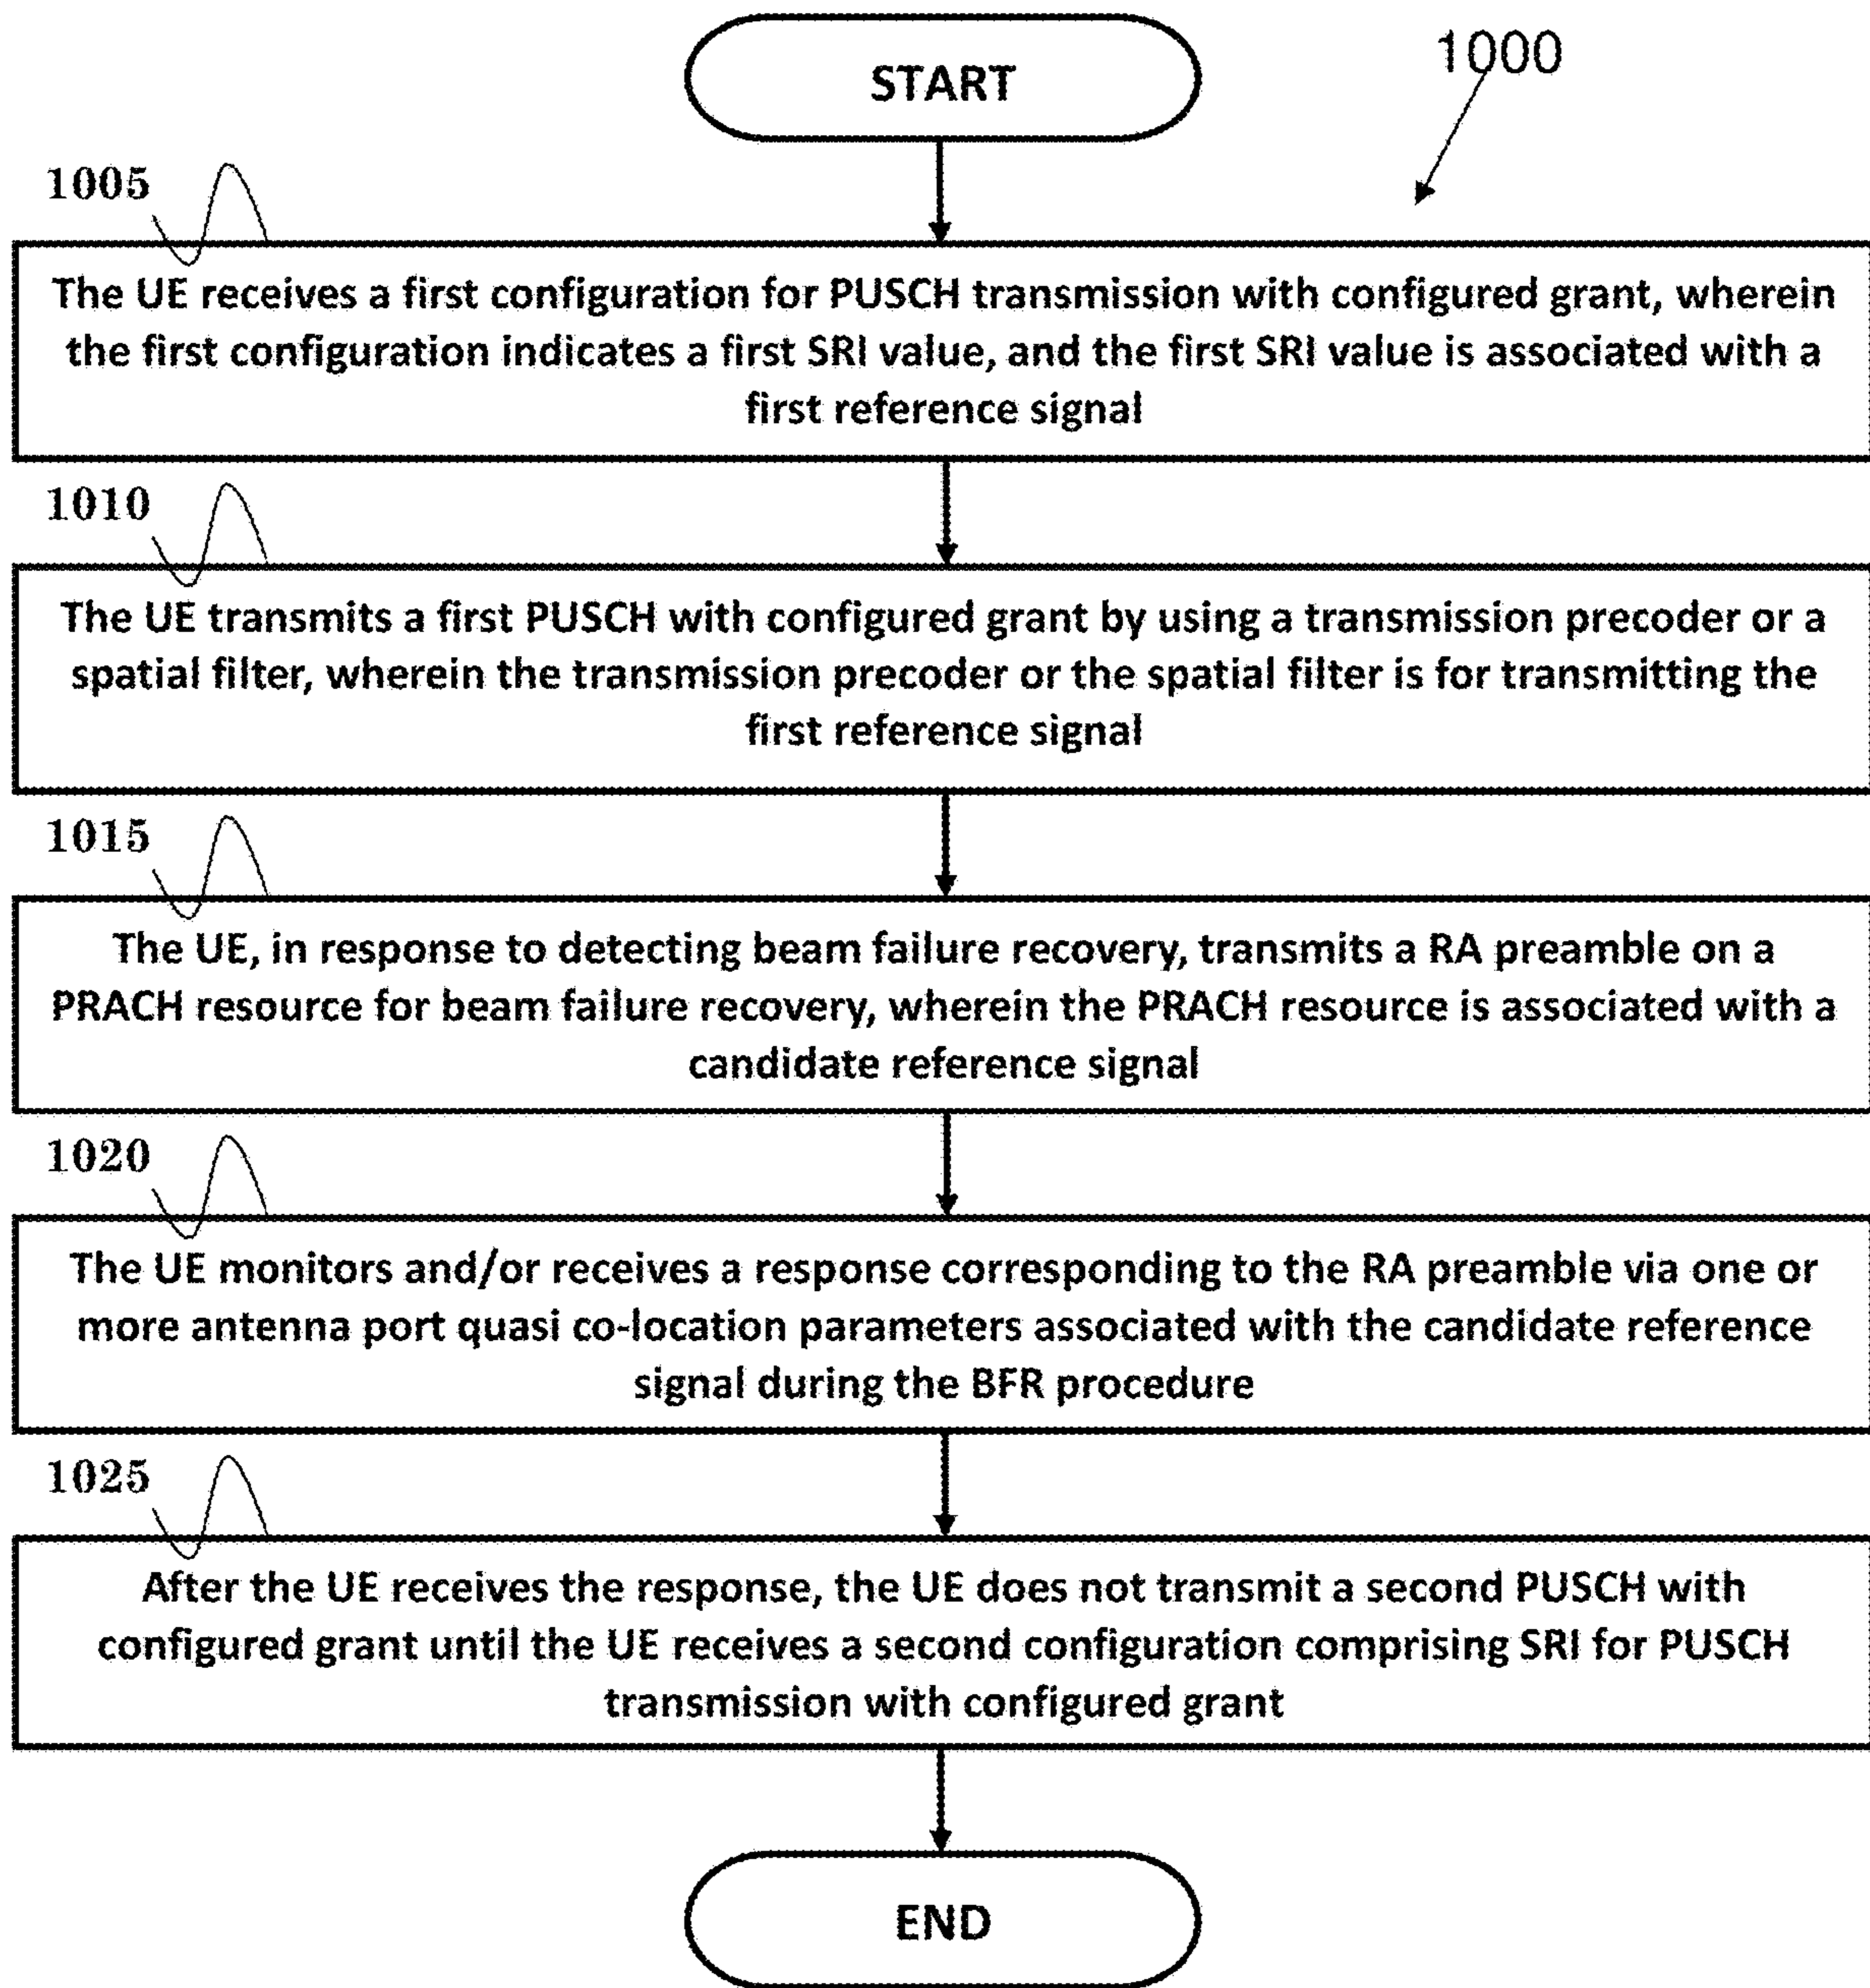 START
1000
1005
The UE receives a first configuration for PUSCH transmission with configured grant, wherein
the first configuration indicates a first SRI value, and the first SRI value is associated with a
first reference signal
1010
The UE transmits a first PUSCH with configured grant by using a transmission precoder or a
spatial filter, wherein the transmission precoder or the spatial filter is for transmitting the
first reference signal
1015
The UE, in response to detecting beam failure recovery, transmits a RA preamble on a
PRACH resource for beam failure recovery, wherein the PRACH resource is associated with a
candidate reference signal
1020
The UE monitors and/or receives a response corresponding to the RA preamble via one or
more antenna port quasi co-location parameters associated with the candidate reference
signal during the BFR procedure
1025
After the UE receives the response, the UE does not transmit a second PUSCH with
configured grant until the UE receives a second configuration comprising SRI for PUSCH
transmission with configured grant
END